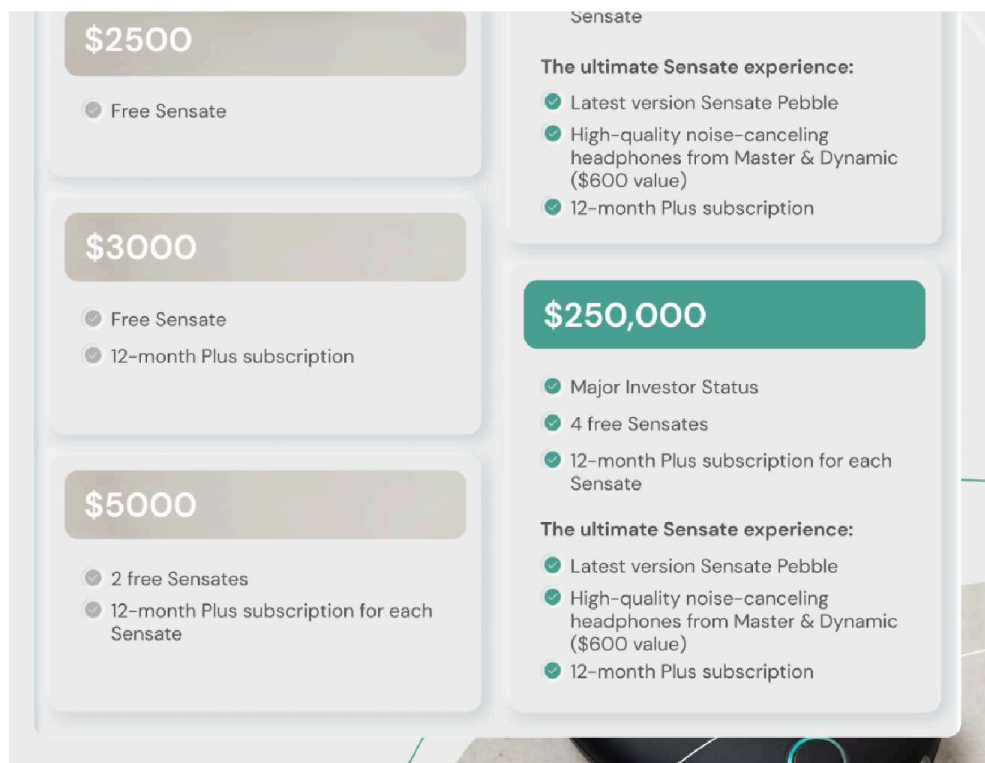 $2500
Free Sensate
$3000
Free Sensate
12-month Plus subscription
$5000
2 free Sensates
12-month Plus subscription for each
Sensate
Sensate
The ultimate Sensate experience:
Latest version Sensate Pebble
High-quality noise-canceling
headphones from Master & Dynamic
($600 value)
12-month Plus subscription
$250,000
Major Investor Status
4 free Sensates
12-month Plus subscription for each
Sensate
The ultimate Sensate experience:
Latest version Sensate Pebble
High-quality noise-canceling
headphones from Master & Dynamic
($600 value)
12-month Plus subscription